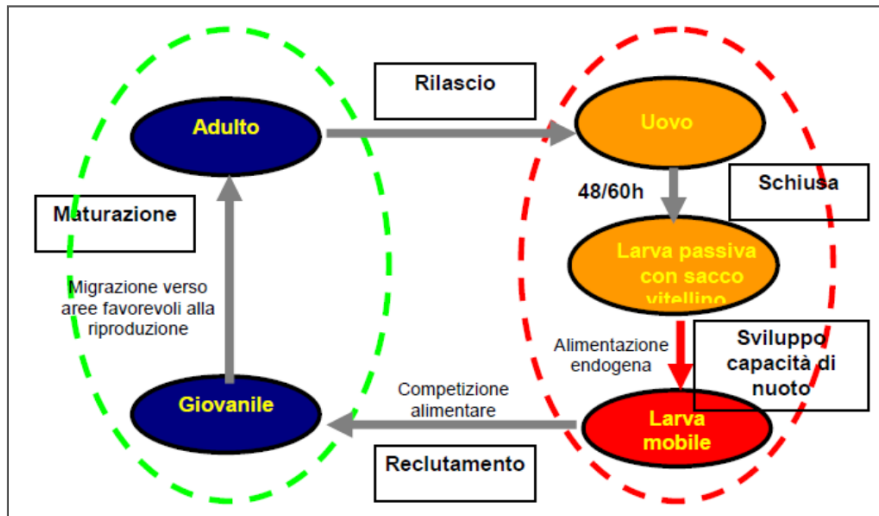 Rilascio
Adulto
Uovo
48/60h
Schiusa
Maturazione
Larva passiva
con sacco
vitellino
Migrazione verso
aree favorevoli alla
riproduzione
Alimentazione
endogena
Sviluppo
capacità di
nuoto
Giovanile
Competizione
alimentare
Larva
mobile
Reclutamento